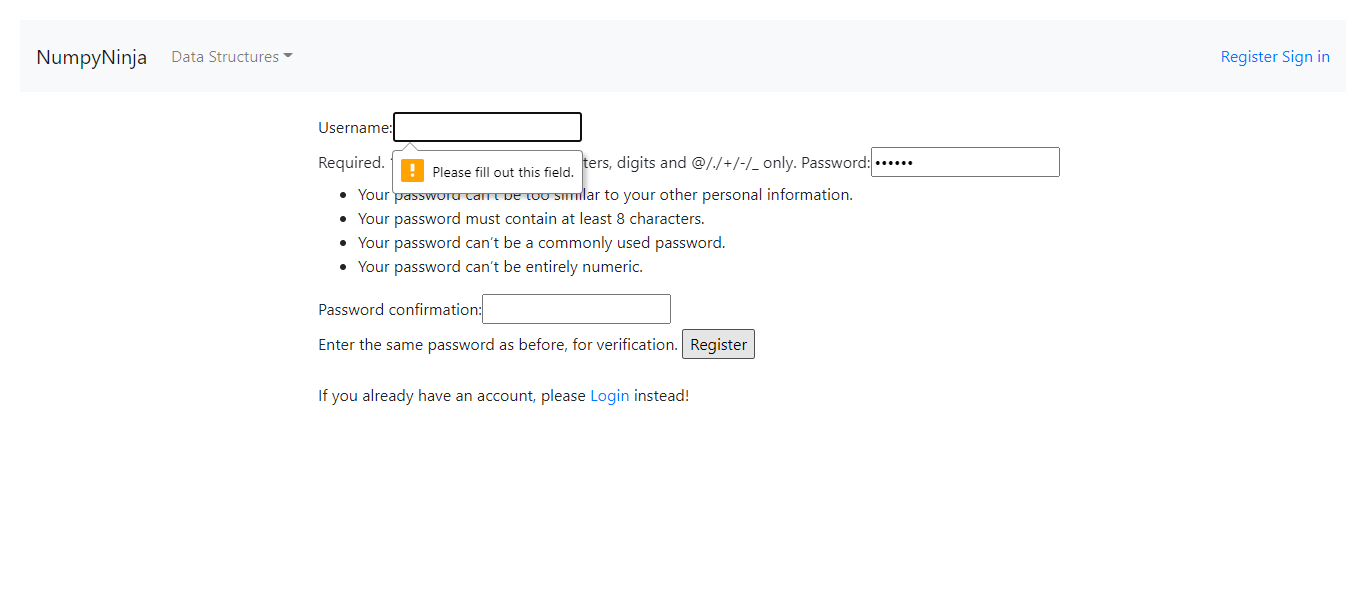 NumpyNinja Data Structures Register Sign in
Username:
Required. ters, digits and @/./+/-/_ only. Password: ••••••
! Please fill out this field.
Your password can't be too similar to your other personal information.
Your password must contain at least 8 characters.
Your password can't be a commonly used password.
Your password can't be entirely numeric.
Password confirmation:
Enter the same password as before, for verification. Register
If you already have an account, please Login instead!